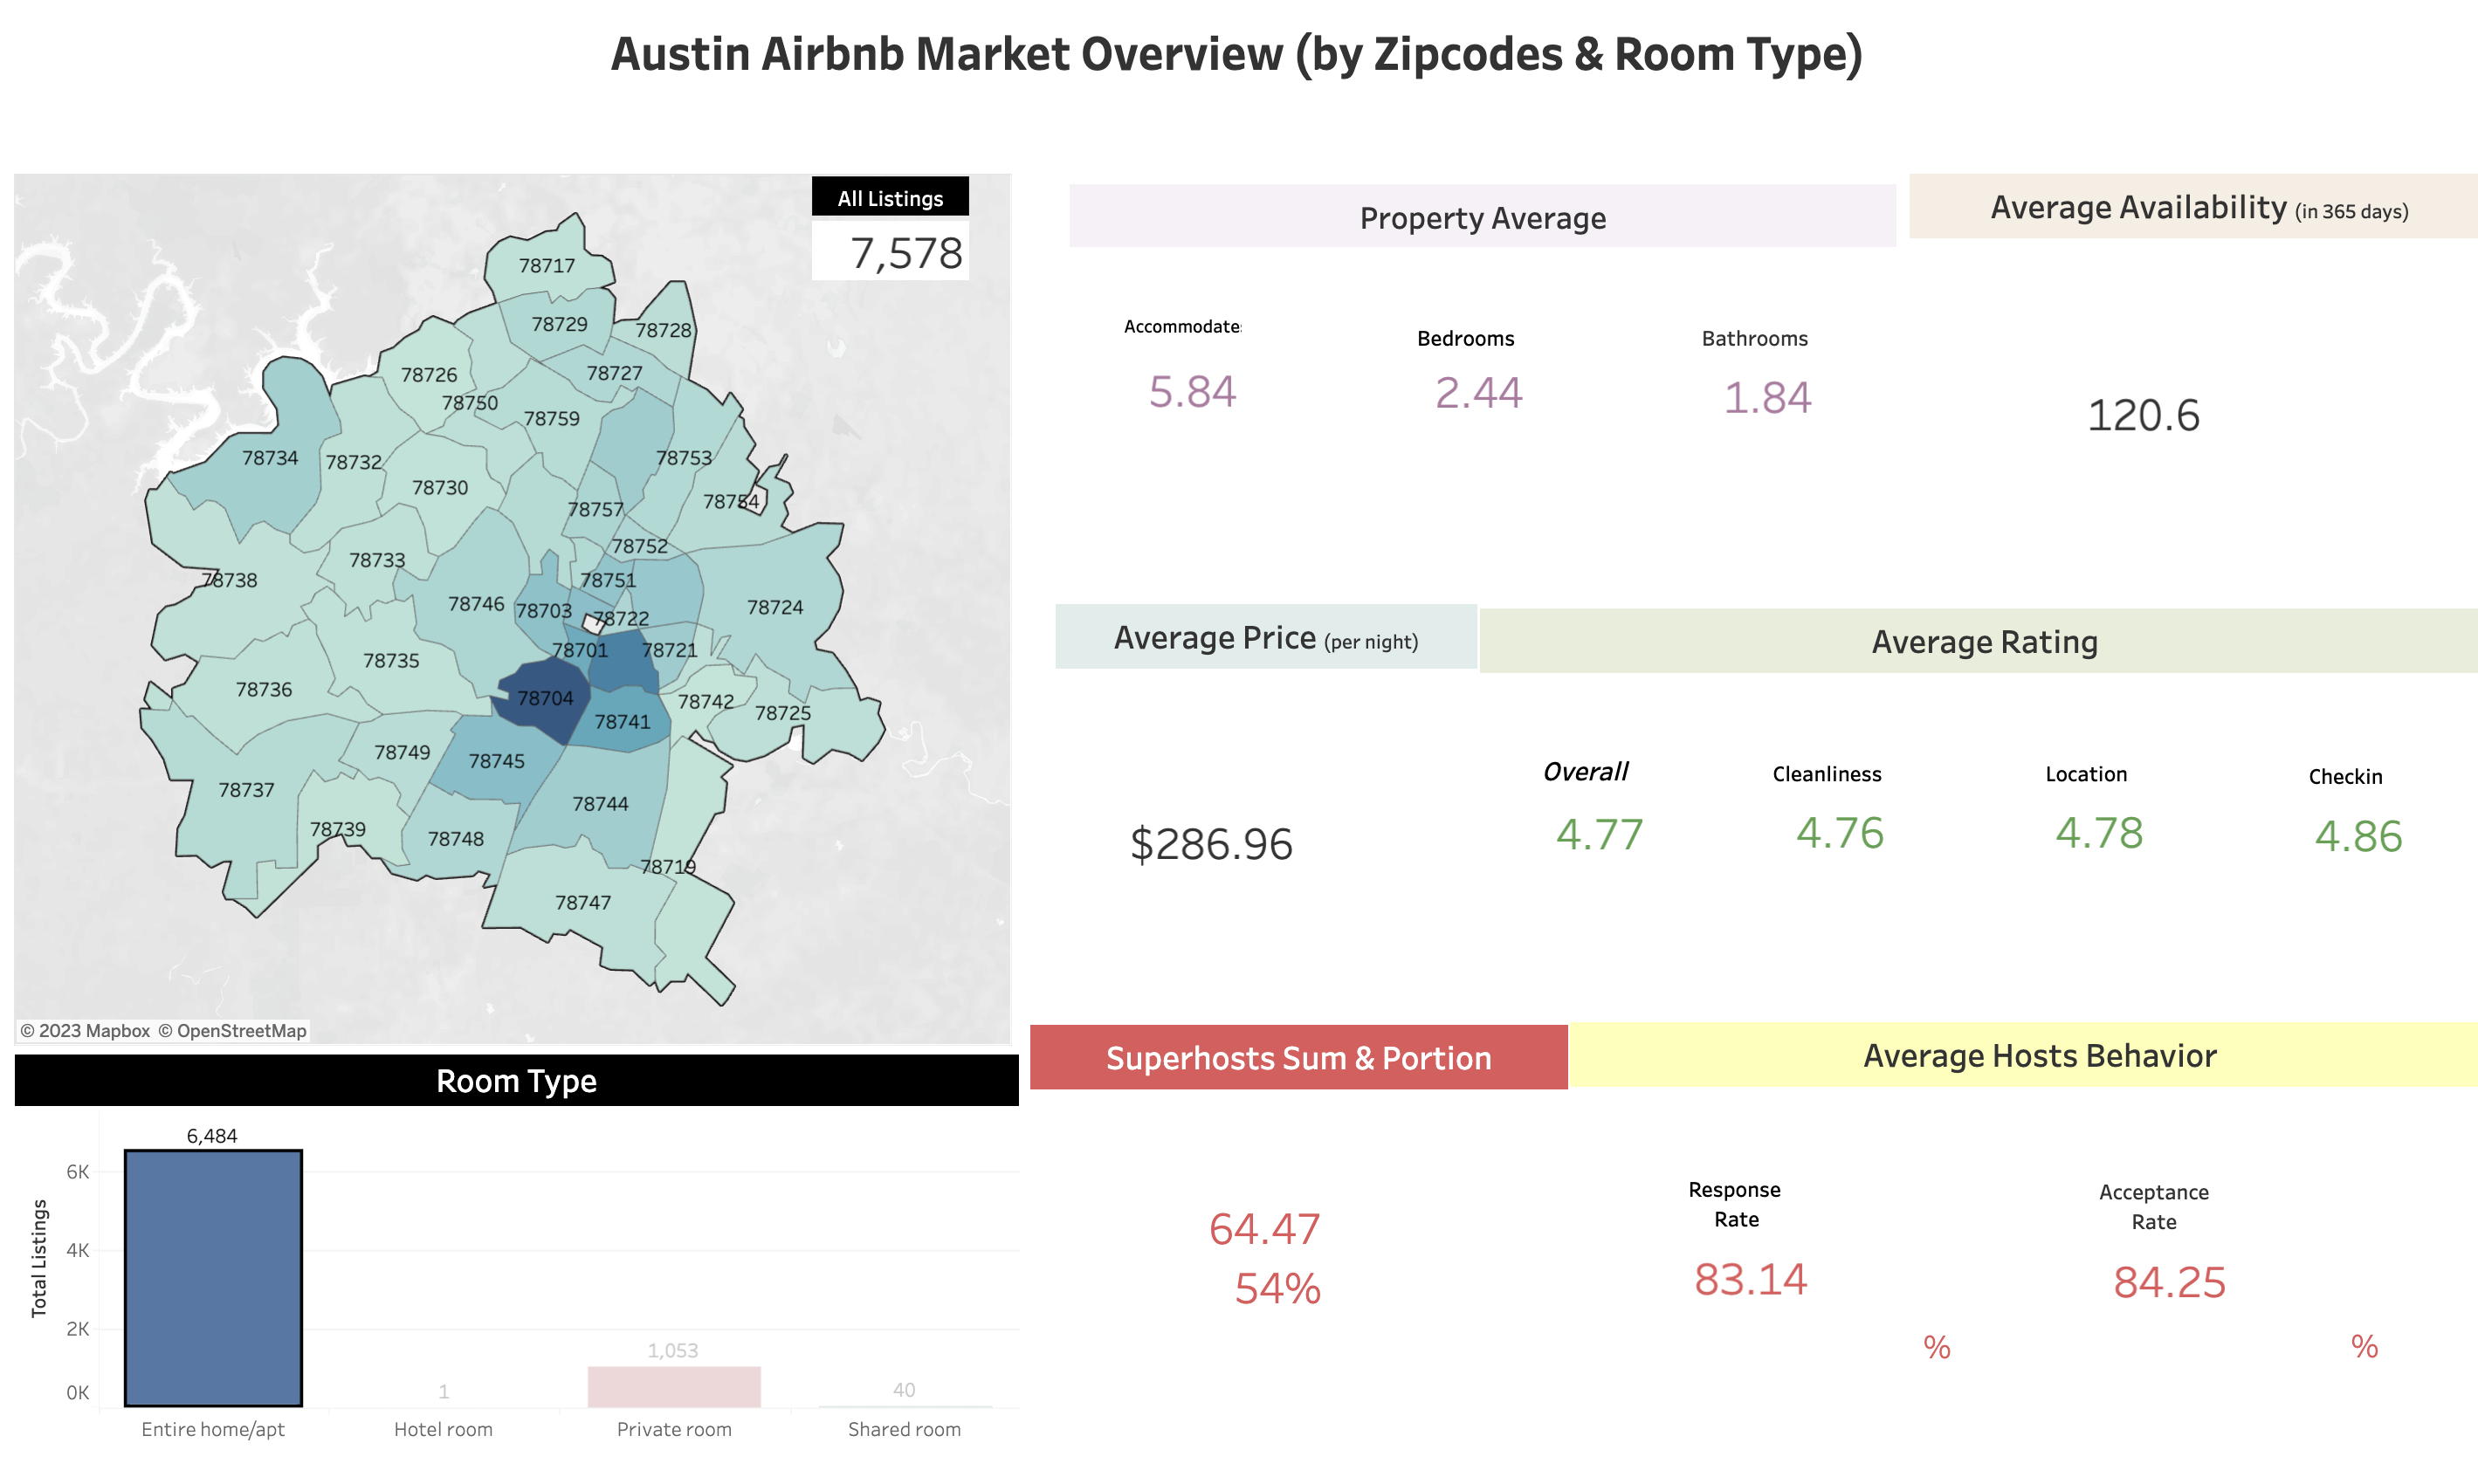 Austin Airbnb Market Overview (by Zipcodes & Room Type)
All Listings
7,578
78717
78729
78728
78727
78726
78750
78759
78734
78732
78753
78730
78754
78757
78752
78733
78738
78751
78746
78703
78724
78722
78701
78721
78735
78736
78704
78742
78725
78741
78749
78745
78737
78744
78739
78748
78719
78747
© 2023 Mapbox © OpenStreetMap
Room Type
Total Listings
6K
4K
2K
0K
6,484
1
1,053
40
Entire home/apt
Hotel room
Private room
Shared room
Property Average
Accommodate
Bedrooms
Bathrooms
5.84
2.44
1.84
Average Availability (in 365 days)
120.6
Average Price (per night)
$286.96
Average Rating
Overall
Cleanliness
Location
Checkin
4.77
4.76
4.78
4.86
Superhosts Sum & Portion
64.47
54%
Average Hosts Behavior
Response
Rate
83.14
%
Acceptance
Rate
84.25
%